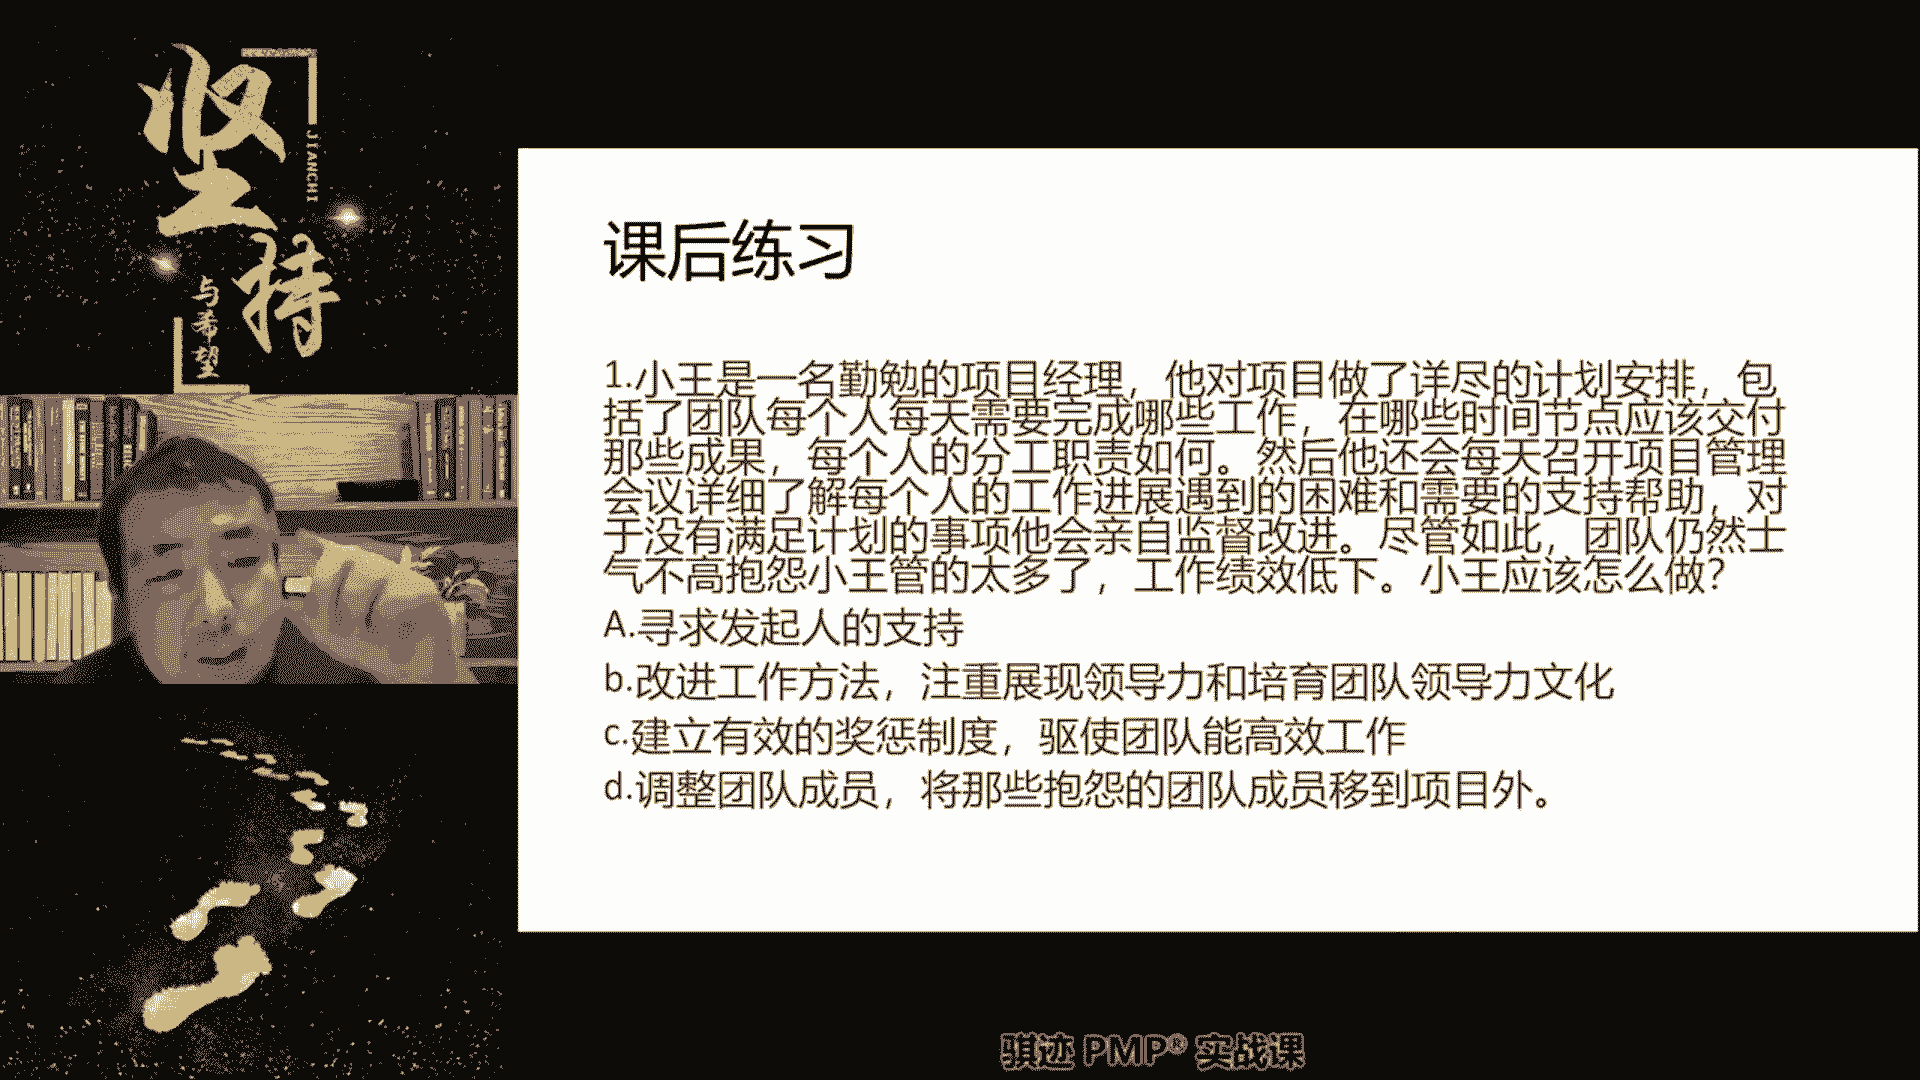 坚持
JIANCHI
与希望
课后练习
1.小王是一名勤勉的项目经理，他对项目做了详尽的计划安排，包
括了团队每个人每天需要完成哪些工作，在哪些时间节点应该交付
那些成果，每个人的分工职责如何。然后他还会每天召开项目管理
会议详细了解每个人的工作进展遇到的困难和需要的支持帮助，对
于没有满足计划的事项他会亲自监督改进。尽管如此，团队仍然士
气不高抱怨小王管的太多了，工作绩效低下。小王应该怎么做？
A.寻求发起人的支持
b.改进工作方法，注重展现领导力和培育团队领导力文化
c.建立有效的奖惩制度，驱使团队能高效工作
d.调整团队成员，将那些抱怨的团队成员移到项目外。
骐迹 PMP® 实战课